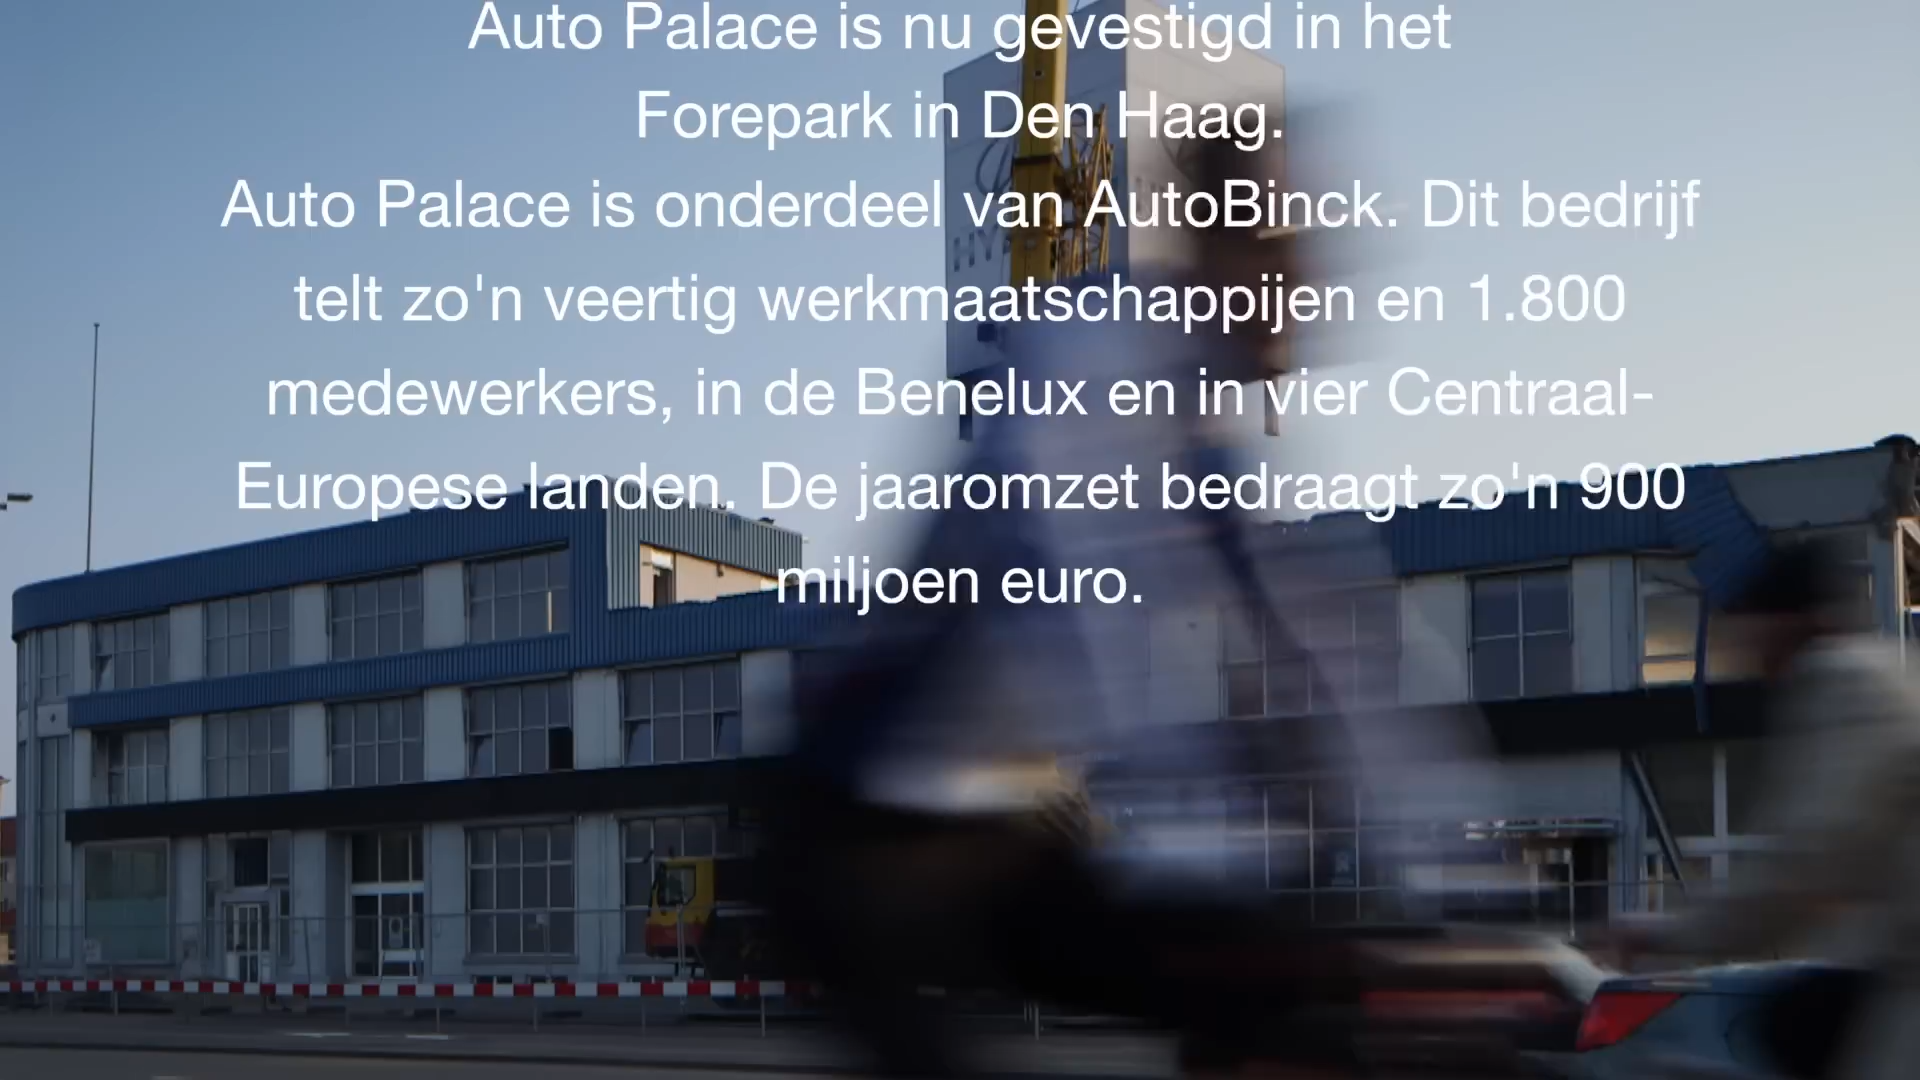 Auto Palace is nu gevestigd in het
Forepark in Den Haag.
Auto Palace is onderdeel van AutoBinck. Dit bedrijf
telt zo'n veertig werkmaatschappijen en 1.800
medewerkers, in de Benelux en in vier Centraal-
Europese landen. De jaaromzet bedraagt zo'n 900
miljoen euro.